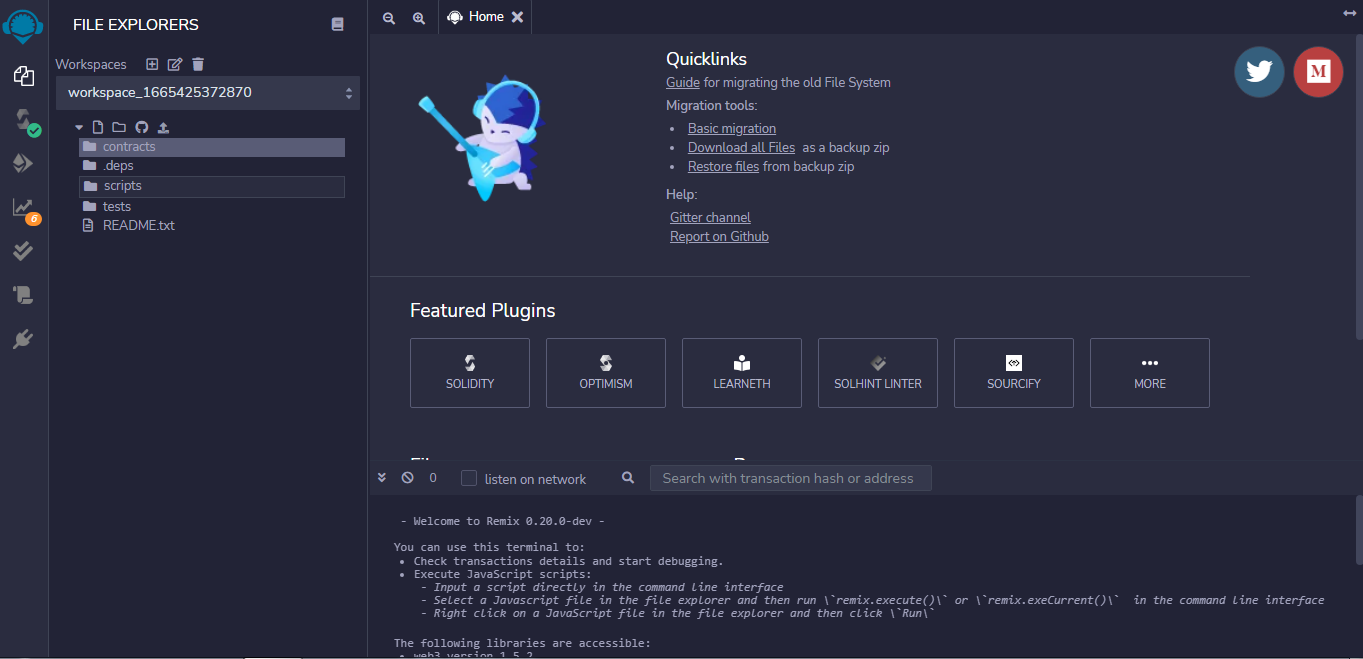 FILE EXPLORERS
Workspaces
workspace_1665425372870
contracts
.deps
scripts
tests
README.txt
6
Home
Quicklinks
Guide for migrating the old File System
Migration tools:
• Basic migration
• Download all Files as a backup zip
• Restore files from backup zip
Help:
Gitter channel
Report on Github
M
Featured Plugins
SOLIDITY
OPTIMISM
LEARNETH
SOLHINT LINTER
SOURCIFY
MORE
0
listen on network
Search with transaction hash or address
- Welcome to Remix 0.20.0-dev -
You can use this terminal to:
• Check transactions details and start debugging.
• Execute JavaScript scripts:
- Input a script directly in the command line interface
- Select a Javascript file in the file explorer and then run \`remix.execute()\` or \`remix.exeCurrent()\` in the command line interface
- Right click on a JavaScript file in the file explorer and then click \`Run\`
The following libraries are accessible:
• web3 version 1.5.2